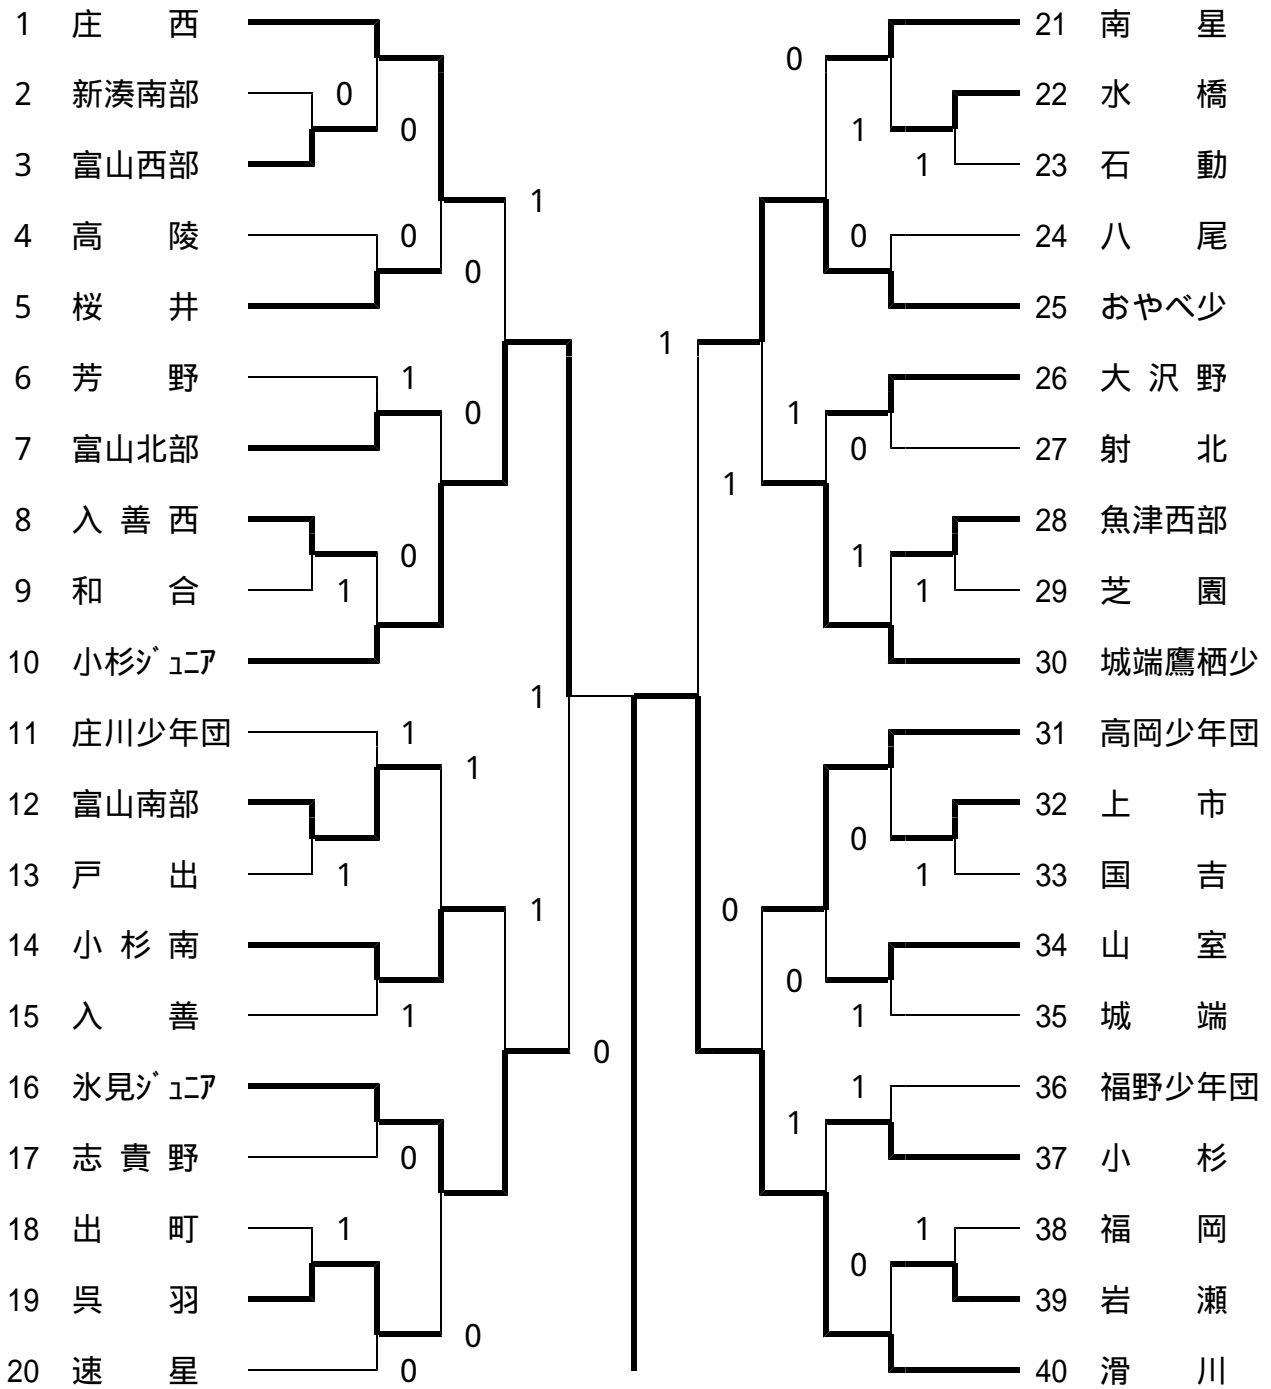 1 庄 西
2 新湊南部
3 富山西部
4 高 陵
5 桜 井
6 芳 野
7 富山北部
8 入 善 西
9 和 合
10 小杉ｼﾞｭﾆｱ
11 庄川少年団
12 富山南部
13 戸 出
14 小 杉 南
15 入 善
16 氷見ｼﾞｭﾆｱ
17 志 貴 野
18 出 町
19 呉 羽
20 速 星
0
0
1
0
0
1
0
0
1
1
1
1
1
1
1
0
0
1
0
0
0
1
1
0
0
1
1
0
1
1
1
0
1
0
0
1
1
1
1
0
21 南 星
22 水 橋
23 石 動
24 八 尾
25 おやべ少
26 大 沢 野
27 射 北
28 魚津西部
29 芝 園
30 城端鷹栖少
31 高岡少年団
32 上 市
33 国 吉
34 山 室
35 城 端
36 福野少年団
37 小 杉
38 福 岡
39 岩 瀬
40 滑 川